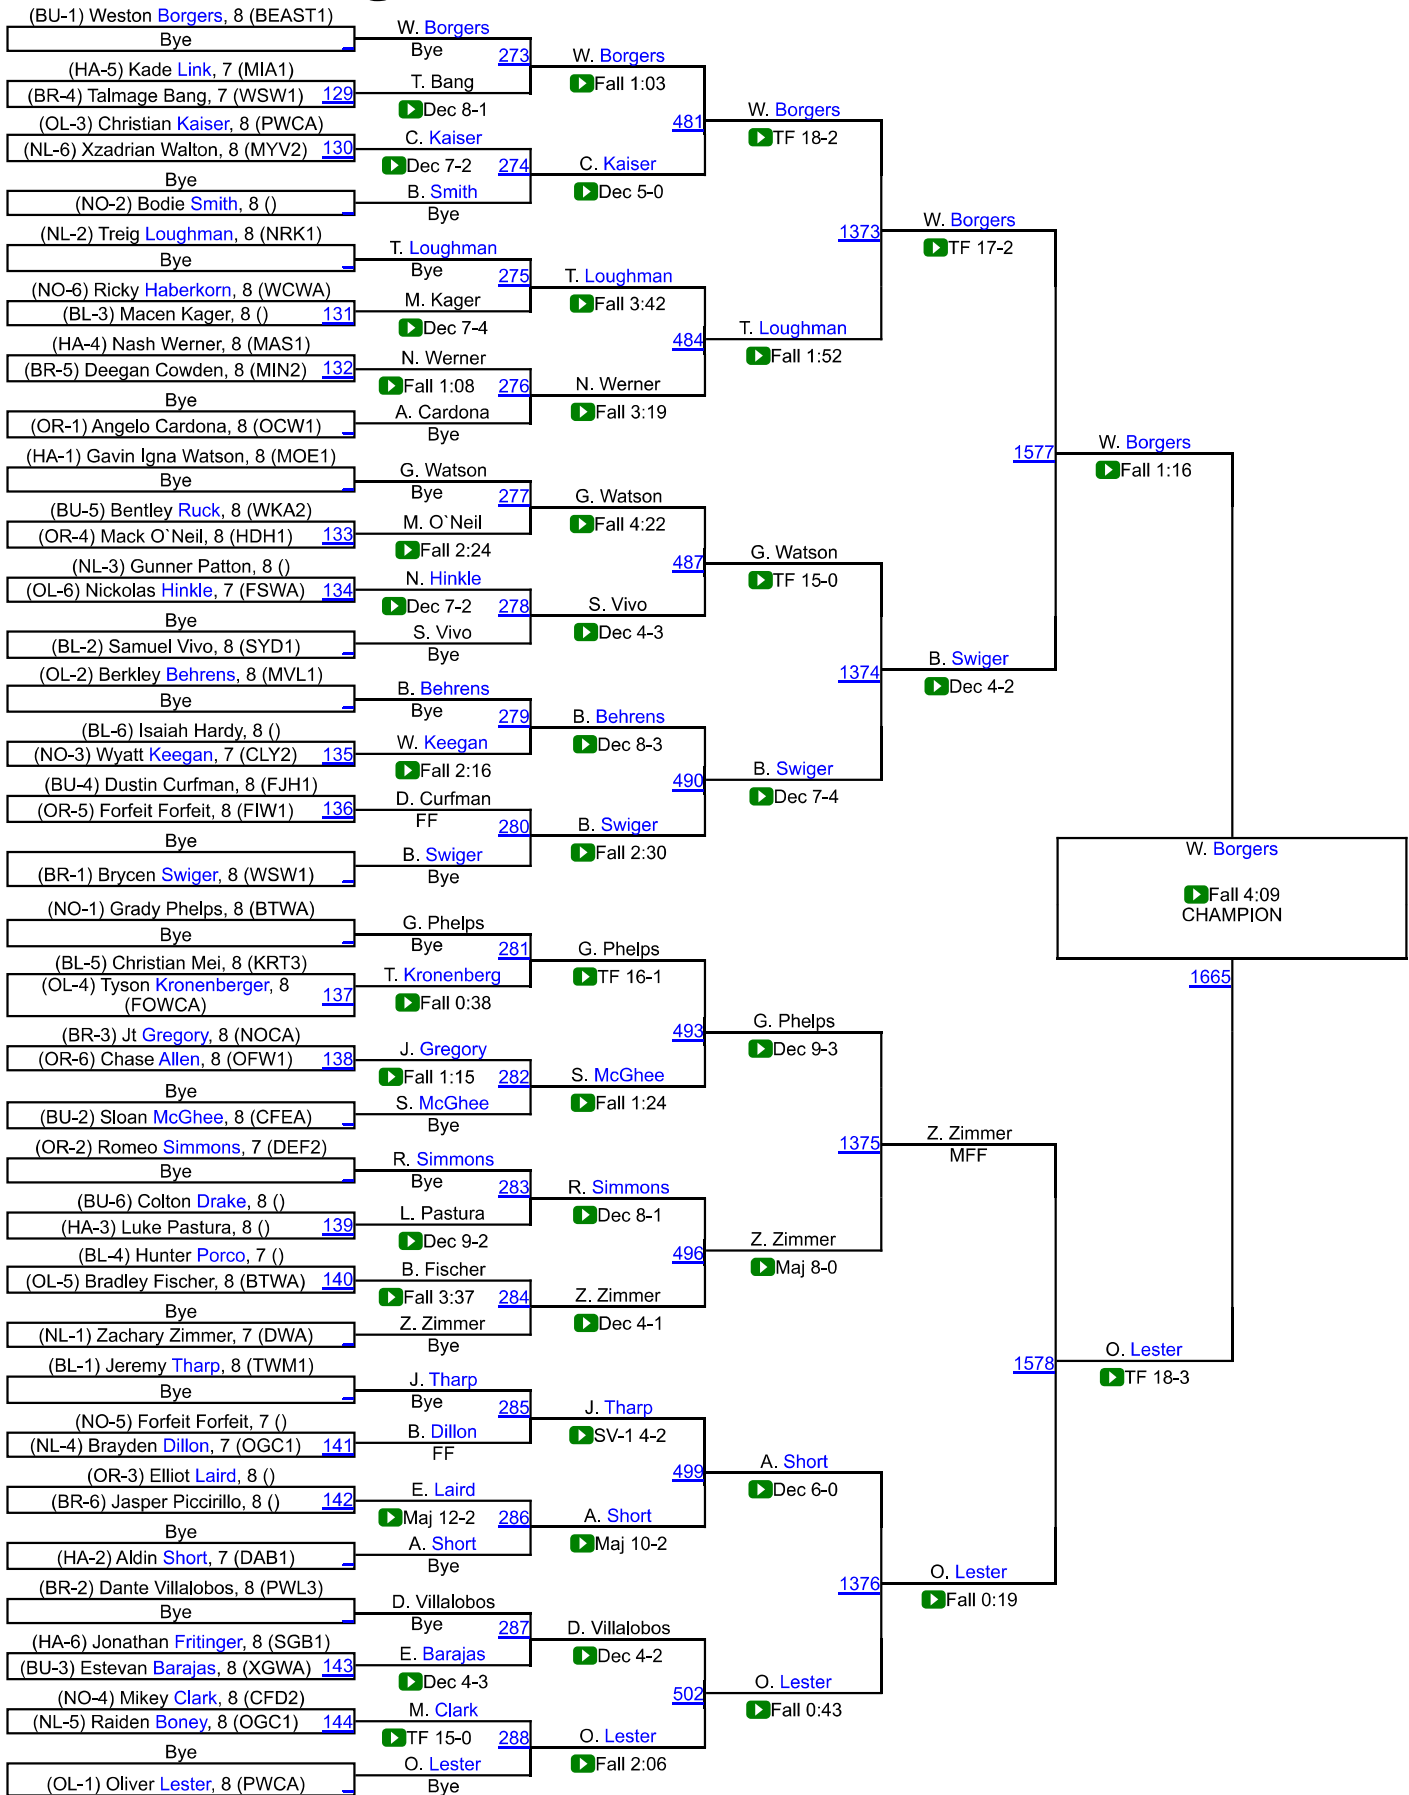 (BU-1) Weston Borgers, 8 (BEAST1)
Bye
(HA-5) Kade Link, 7 (MIA1)
(BR-4) Talmage Bang, 7 (WSW1) 129
(OL-3) Christian Kaiser, 8 (PWCA)
(NL-6) Xzadrian Walton, 8 (MYV2) 130
Bye
(NO-2) Bodie Smith, 8 ()
(NL-2) Treig Loughman, 8 (NRK1)
Bye
(NO-6) Ricky Haberkorn, 8 (WCWA)
(BL-3) Macen Kager, 8 () 131
(HA-4) Nash Werner, 8 (MAS1)
(BR-5) Deegan Cowden, 8 (MIN2) 132
Bye
(OR-1) Angelo Cardona, 8 (OCW1)
(HA-1) Gavin Igna Watson, 8 (MOE1)
Bye
(BU-5) Bentley Ruck, 8 (WKA2)
(OR-4) Mack O`Neil, 8 (HDH1) 133
(NL-3) Gunner Patton, 8 ()
(OL-6) Nickolas Hinkle, 7 (FSWA) 134
Bye
(BL-2) Samuel Vivo, 8 (SYD1)
(OL-2) Berkley Behrens, 8 (MVL1)
Bye
(BL-6) Isaiah Hardy, 8 ()
(NO-3) Wyatt Keegan, 7 (CLY2) 135
(BU-4) Dustin Curfman, 8 (FJH1)
(OR-5) Forfeit Forfeit, 8 (FIW1) 136
Bye
(BR-1) Brycen Swiger, 8 (WSW1)
(NO-1) Grady Phelps, 8 (BTWA)
Bye
(BL-5) Christian Mei, 8 (KRT3)
(OL-4) Tyson Kronenberger, 8
(FOWCA) 137
(BR-3) Jt Gregory, 8 (NOCA)
(OR-6) Chase Allen, 8 (OFW1) 138
Bye
(BU-2) Sloan McGhee, 8 (CFEA)
(OR-2) Romeo Simmons, 7 (DEF2)
Bye
(BU-6) Colton Drake, 8 ()
(HA-3) Luke Pastura, 8 () 139
(BL-4) Hunter Porco, 7 ()
(OL-5) Bradley Fischer, 8 (BTWA) 140
Bye
(NL-1) Zachary Zimmer, 7 (DWA)
(BL-1) Jeremy Tharp, 8 (TWM1)
Bye
(NO-5) Forfeit Forfeit, 7 ()
(NL-4) Brayden Dillon, 7 (OGC1) 141
(OR-3) Elliot Laird, 8 ()
(BR-6) Jasper Piccirillo, 8 () 142
Bye
(HA-2) Aldin Short, 7 (DAB1)
(BR-2) Dante Villalobos, 8 (PWL3)
Bye
(HA-6) Jonathan Fritinger, 8 (SGB1)
(BU-3) Estevan Barajas, 8 (XGWA) 143
(NO-4) Mikey Clark, 8 (CFD2)
(NL-5) Raiden Boney, 8 (OGC1) 144
Bye
(OL-1) Oliver Lester, 8 (PWCA)
W. Borgers
Bye
273
T. Bang
Dec 8-1
C. Kaiser
Dec 7-2
274
B. Smith
Bye
T. Loughman
Bye
275
M. Kager
Dec 7-4
N. Werner
Fall 1:08
276
A. Cardona
Bye
G. Watson
Bye
277
M. O`Neil
Fall 2:24
N. Hinkle
Dec 7-2
278
S. Vivo
Bye
B. Behrens
Bye
279
W. Keegan
Fall 2:16
D. Curfman
FF
280
B. Swiger
Bye
G. Phelps
Bye
281
T. Kronenberg
Fall 0:38
J. Gregory
Fall 1:15
282
S. McGhee
Bye
R. Simmons
Bye
283
L. Pastura
Dec 9-2
B. Fischer
Fall 3:37
284
Z. Zimmer
Bye
J. Tharp
Bye
285
B. Dillon
FF
E. Laird
Maj 12-2
286
A. Short
Bye
D. Villalobos
Bye
287
E. Barajas
Dec 4-3
M. Clark
TF 15-0
288
O. Lester
Bye
W. Borgers
Fall 1:03
481
C. Kaiser
Dec 5-0
T. Loughman
Fall 3:42
484
N. Werner
Fall 3:19
G. Watson
Fall 4:22
487
S. Vivo
Dec 4-3
B. Behrens
Dec 8-3
490
B. Swiger
Fall 2:30
G. Phelps
TF 16-1
493
S. McGhee
Fall 1:24
R. Simmons
Dec 8-1
496
Z. Zimmer
Dec 4-1
J. Tharp
SV-1 4-2
499
A. Short
Maj 10-2
D. Villalobos
Dec 4-2
502
O. Lester
Fall 2:06
W. Borgers
TF 18-2
1373
T. Loughman
Fall 1:52
G. Watson
TF 15-0
1374
B. Swiger
Dec 7-4
G. Phelps
Dec 9-3
1375
Z. Zimmer
Maj 8-0
A. Short
Dec 6-0
1376
O. Lester
Fall 0:43
W. Borgers
TF 17-2
1577
B. Swiger
Dec 4-2
Z. Zimmer
MFF
1578
O. Lester
Fall 0:19
W. Borgers
Fall 1:16
O. Lester
TF 18-3
W. Borgers
Fall 4:09
CHAMPION
1665